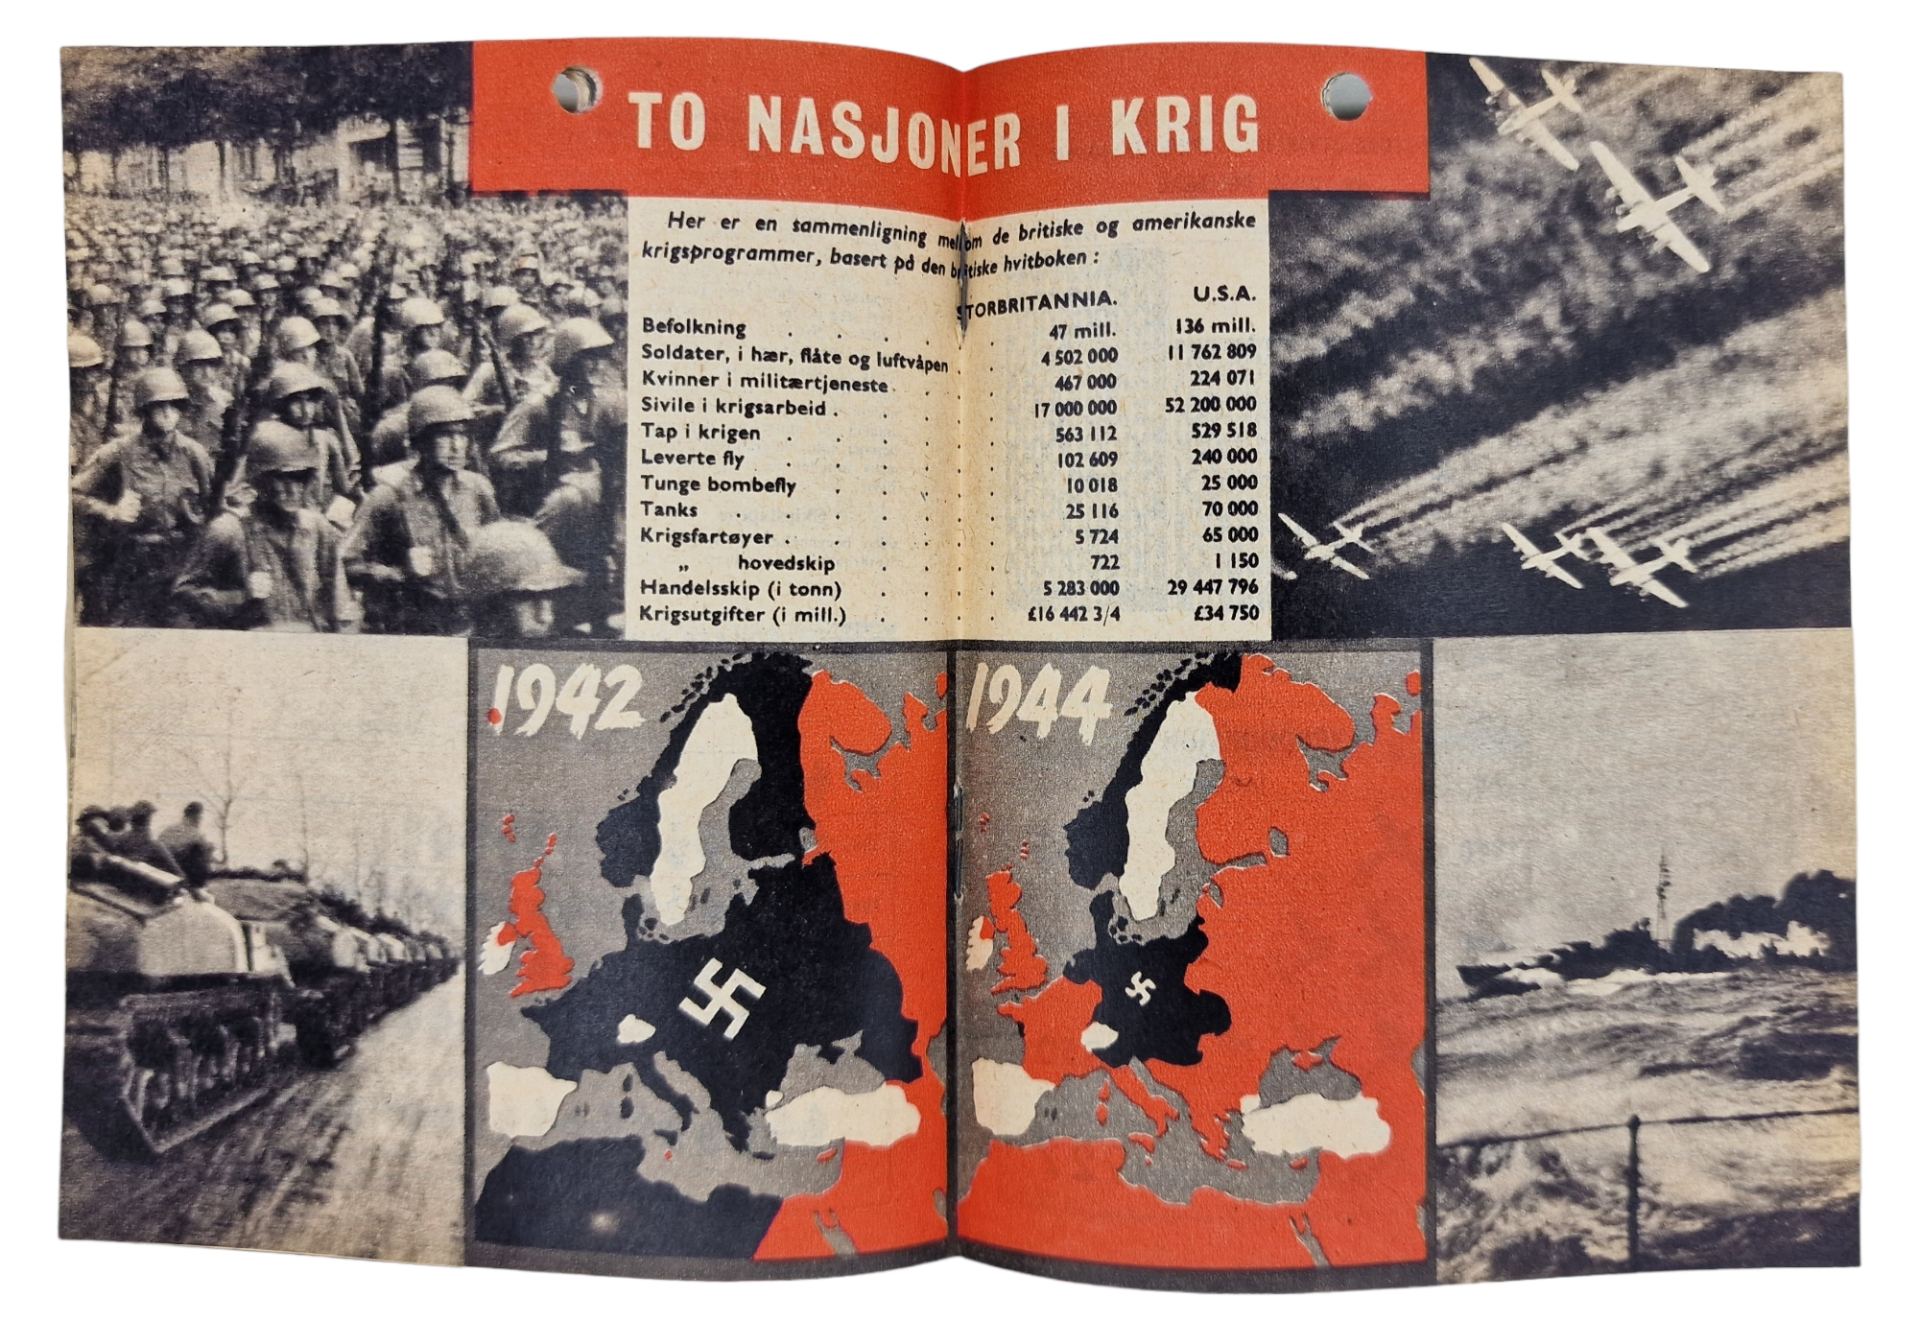 TO NASJONER I KRIG
Her er en sammenligning mellom de britiske og amerikanske
krigsprogrammer, basert på den britiske hvitboken :
STORBRITANNIA. U.S.A.
Befolkning . . . . . 47 mill. 136 mill.
Soldater, i hær, flåte og luftvåpen . . 4 502 000 11 762 809
Kvinner i militærtjeneste . . . . 467 000 224 071
Sivile i krigsarbeid . . . . . 17 000 000 52 200 000
Tap i krigen . . . . . . 563 112 529 518
Leverte fly . . . . . . 102 609 240 000
Tunge bombefly . . . . . 10 018 25 000
Tanks . . . . . . 25 116 70 000
Krigsfartøyer . . . . . . 5 724 65 000
„ hovedskip . . . . 722 1 150
Handelsskip (i tonn) . . . . 5 283 000 29 447 796
Krigsutgifter (i mill.) . . . . £16 442 3/4 £34 750
1942
1944